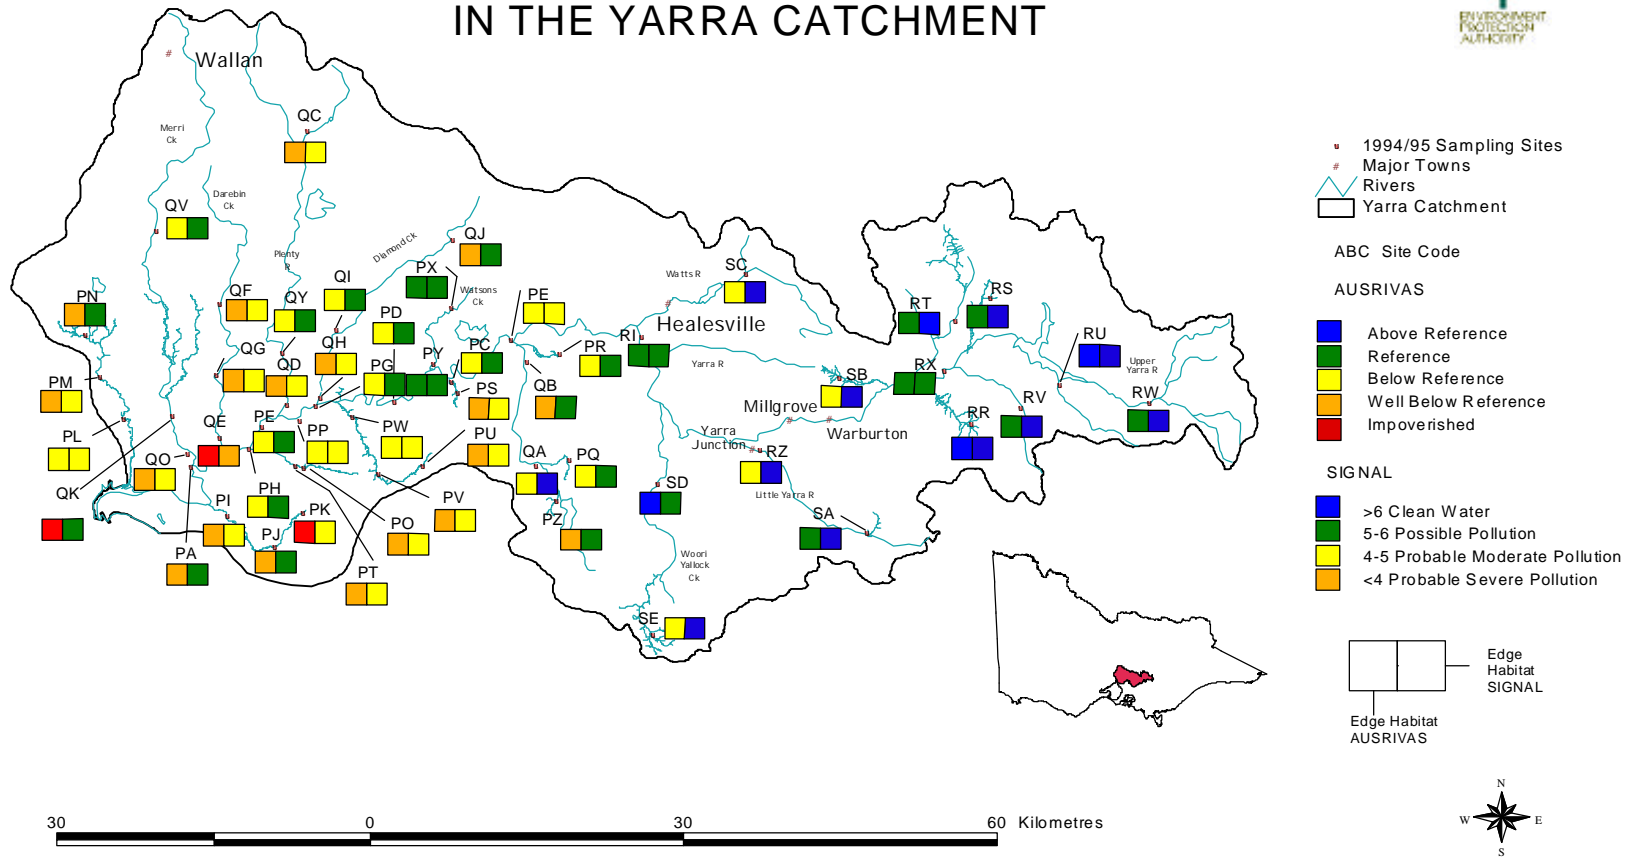 IN THE YARRA CATCHMENT
ENVIRONMENT
PROTECTION
AUTHORITY
# Wallan
QC
Merri
Ck
Darebin
Ck
QV
Plenty
R
Diamond Ck
QJ
PX
Watsons
Ck
QI
QY
QF
PN
PD
PE
Watts R
SC
# Healesville
RI
Yarra R
RT
RS
RU
Upper
Yarra R
RW
RX
RV
RR
SB
Millgrove
# #
Warburton
Yarra
Junction
# RZ
Little Yarra R
SA
QG
QD
QH
PG
PY
PC
PR
PS
QB
PM
PL
QK
QO
QE
PE
PP
PW
PU
QA
PQ
SD
PI
PH
PK
PJ
PA
PO
PV
PT
PZ
Woori
Yallock
Ck
SE
1994/95 Sampling Sites
# Major Towns
Rivers
Yarra Catchment
ABC Site Code
AUSRIVAS
Above Reference
Reference
Below Reference
Well Below Reference
Impoverished
SIGNAL
>6 Clean Water
5-6 Possible Pollution
4-5 Probable Moderate Pollution
<4 Probable Severe Pollution
Edge
Habitat
SIGNAL
Edge Habitat
AUSRIVAS
30 0 30 60 Kilometres
N
W E
S